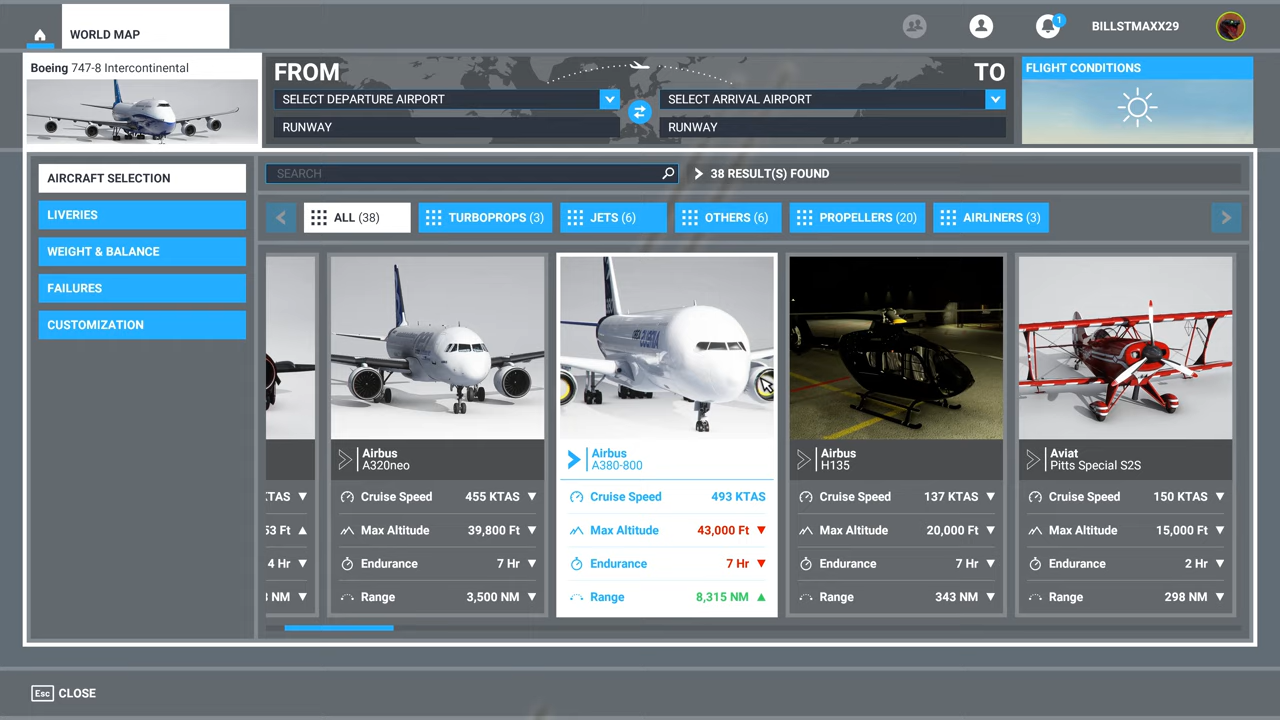 WORLD MAP
1
BILLSTMAXX29
Boeing 747-8 Intercontinental
FROM
TO
SELECT DEPARTURE AIRPORT
SELECT ARRIVAL AIRPORT
RUNWAY
RUNWAY
FLIGHT CONDITIONS
AIRCRAFT SELECTION
LIVERIES
WEIGHT & BALANCE
FAILURES
CUSTOMIZATION
SEARCH
38 RESULT(S) FOUND
ALL (38)
TURBOPROPS (3)
JETS (6)
OTHERS (6)
PROPELLERS (20)
AIRLINERS (3)
TAS
53 Ft
4 Hr
NM
Airbus
A320neo
Cruise Speed 455 KTAS
Max Altitude 39,800 Ft
Endurance 7 Hr
Range 3,500 NM
Airbus
A380-800
Cruise Speed 493 KTAS
Max Altitude 43,000 Ft
Endurance 7 Hr
Range 8,315 NM
Airbus
H135
Cruise Speed 137 KTAS
Max Altitude 20,000 Ft
Endurance 7 Hr
Range 343 NM
Aviat
Pitts Special S2S
Cruise Speed 150 KTAS
Max Altitude 15,000 Ft
Endurance 2 Hr
Range 298 NM
Esc CLOSE